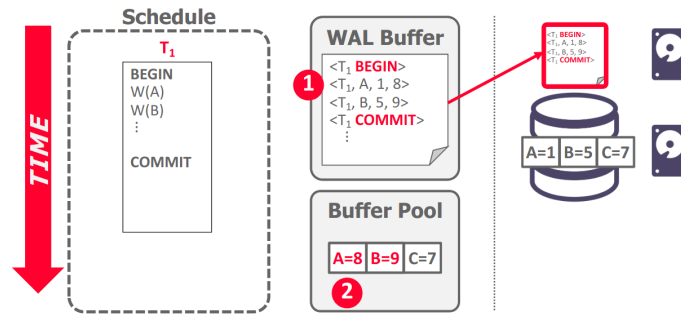 Schedule
TIME
T1
BEGIN
W(A)
W(B)
⋮
COMMIT
WAL Buffer
1
<T1 BEGIN>
<T1, A, 1, 8>
<T1, B, 5, 9>
<T1 COMMIT>
⋮
Buffer Pool
A=8 B=9 C=7
2
<T1 BEGIN>
<T1, A, 1, 8>
<T1, B, 5, 9>
<T1 COMMIT>
A=1 B=5 C=7